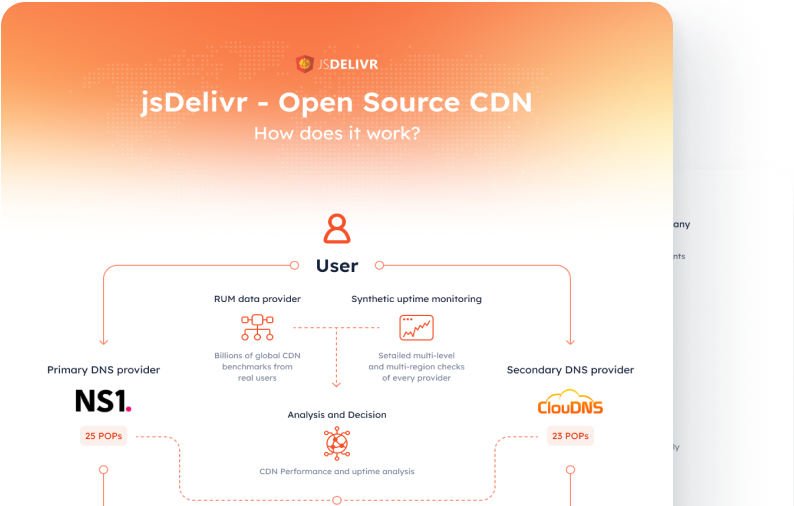 JSDELIVR
jsDelivr - Open Source CDN
How does it work?
User
RUM data provider
Billions of global CDN
benchmarks from
real users
Synthetic uptime monitoring
Setailed multi-level
and multi-region checks
of every provider
Primary DNS provider
NS1.
25 POPs
Analysis and Decision
CDN Performance and uptime analysis
Secondary DNS provider
ClouDNS
23 POPs
any
nts
ly